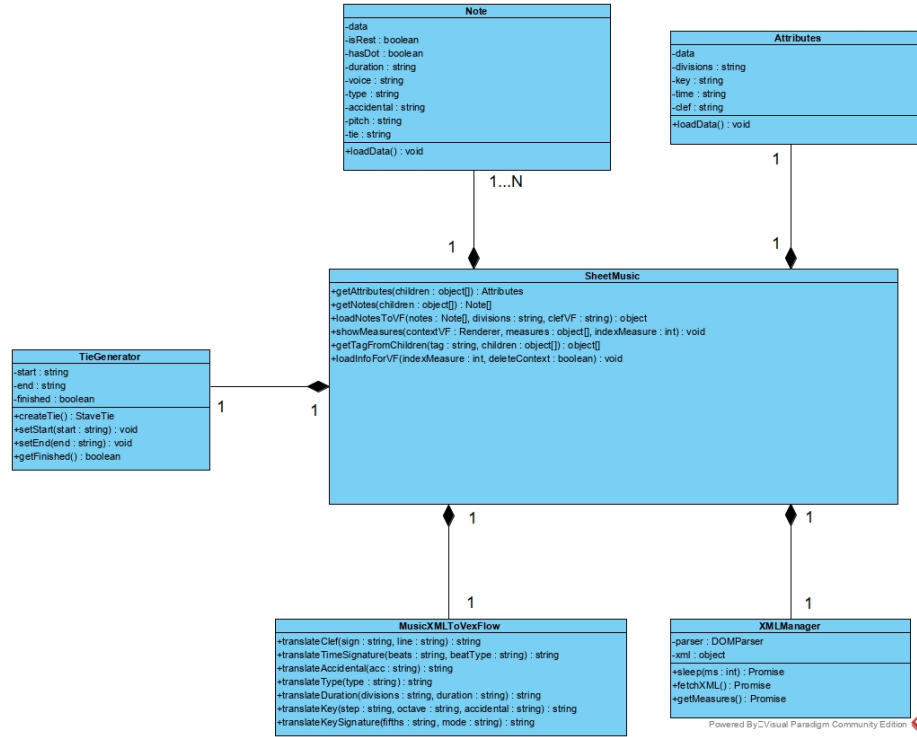 Note
-data
-isRest : boolean
-hasDot : boolean
-duration : string
-voice : string
-type : string
-accidental : string
-pitch : string
-tie : string
+loadData() : void
Attributes
-data
-divisions : string
-key : string
-time : string
-clef : string
+loadData() : void
1...N
1
1
1
SheetMusic
+getAttributes(children : object[]) : Attributes
+getNotes(children : object[]) : Note[]
+loadNotesToVF(notes : Note[], divisions : string, clefVF : string) : object
+showMeasures(contextVF : Renderer, measures : object[], indexMeasure : int) : void
+getTagFromChildren(tag : string, children : object[]) : object[]
+loadInfoForVF(indexMeasure : int, deleteContext : boolean) : void
TieGenerator
-start : string
-end : string
-finished : boolean
+createTie() : StaveTie
+setStart(start : string) : void
+setEnd(end : string) : void
+getFinished() : boolean
1
1
1
1
1
1
MusicXMLToVexFlow
+translateClef(sign : string, line : string) : string
+translateTimeSignature(beats : string, beatType : string) : string
+translateAccidental(acc : string) : string
+translateType(type : string) : string
+translateDuration(divisions : string, duration : string) : string
+translateKey(step : string, octave : string, accidental : string) : string
+translateKeySignature(fifths : string, mode : string) : string
XMLManager
-parser : DOMParser
-xml : object
+sleep(ms : int) : Promise
+fetchXML() : Promise
+getMeasures() : Promise
Powered By Visual Paradigm Community Edition